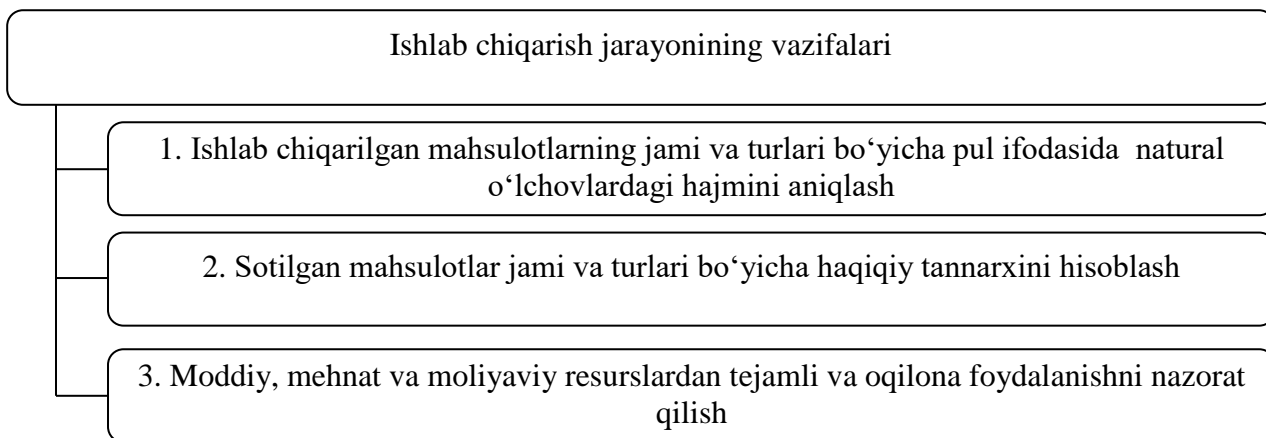 Ishlab chiqarish jarayonining vazifalari
1. Ishlab chiqarilgan mahsulotlarning jami va turlari bo‘yicha pul ifodasida  natural
o‘lchovlardagi hajmini aniqlash
2. Sotilgan mahsulotlar jami va turlari bo‘yicha haqiqiy tannarxini hisoblash
3. Moddiy, mehnat va moliyaviy resurslardan tejamli va oqilona foydalanishni nazorat
qilish